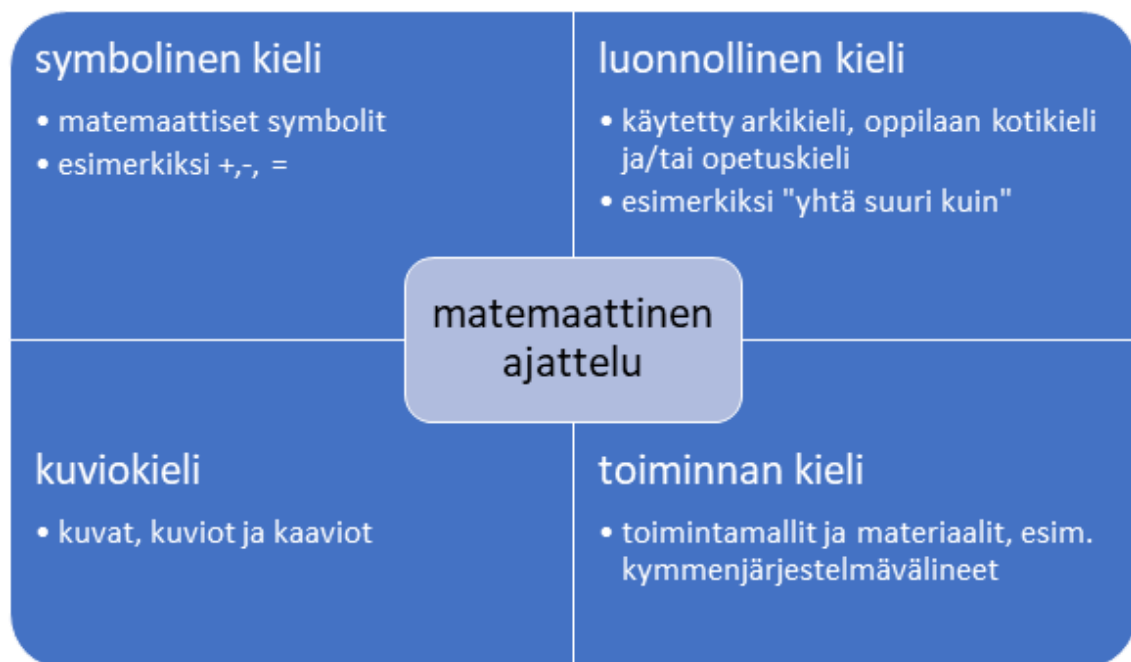 symbolinen kieli
• matemaattiset symbolit
• esimerkiksi +,-, =
luonnollinen kieli
• käytetty arkikieli, oppilaan kotikieli
ja/tai opetuskieli
• esimerkiksi "yhtä suuri kuin"
matemaattinen
ajattelu
kuviokieli
• kuvat, kuviot ja kaaviot
toiminnan kieli
• toimintamallit ja materiaalit, esim.
kymmenjärjestelmävälineet